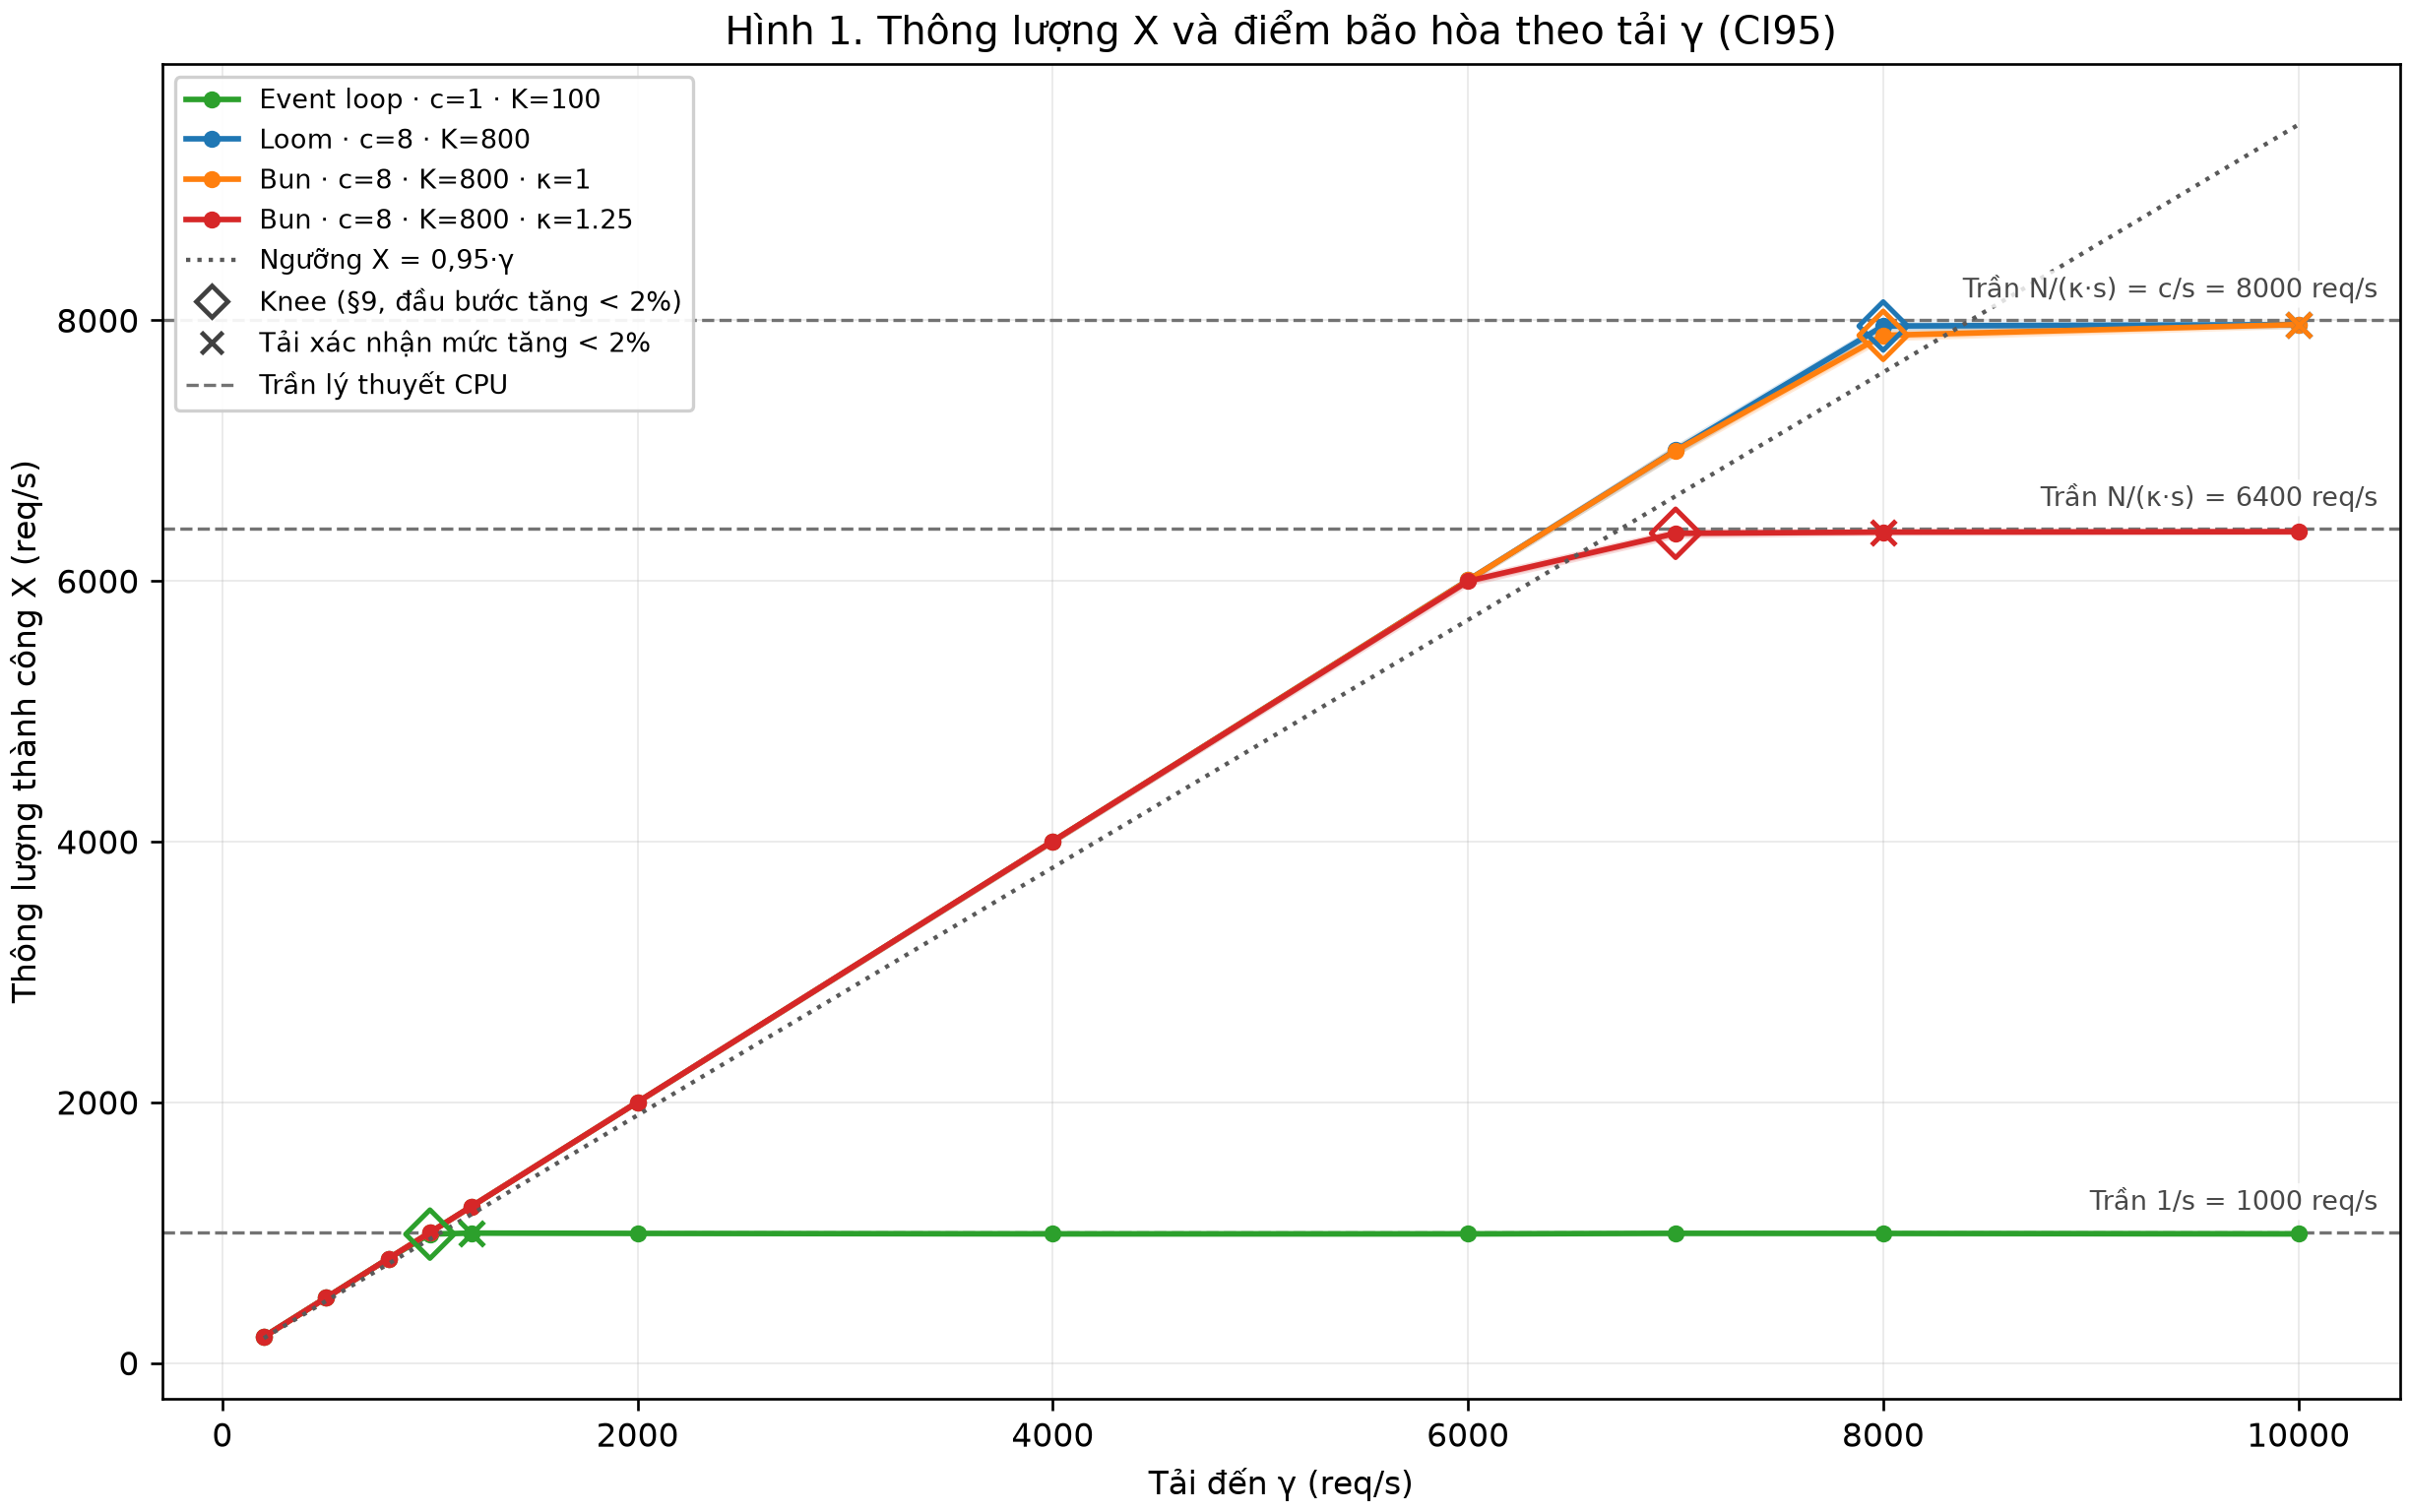 Hình 1. Thông lượng X và điểm bão hòa theo tải γ (CI95)
Event loop · c=1 · K=100
Loom · c=8 · K=800
Bun · c=8 · K=800 · κ=1
Bun · c=8 · K=800 · κ=1.25
Ngưỡng X = 0,95·γ
Knee (§9, đầu bước tăng < 2%)
Tải xác nhận mức tăng < 2%
Trần lý thuyết CPU
Trần N/(κ·s) = c/s = 8000 req/s
Trần N/(κ·s) = 6400 req/s
Trần 1/s = 1000 req/s
Thông lượng thành công X (req/s)
8000
6000
4000
2000
0
0
2000
4000
6000
8000
10000
Tải đến γ (req/s)